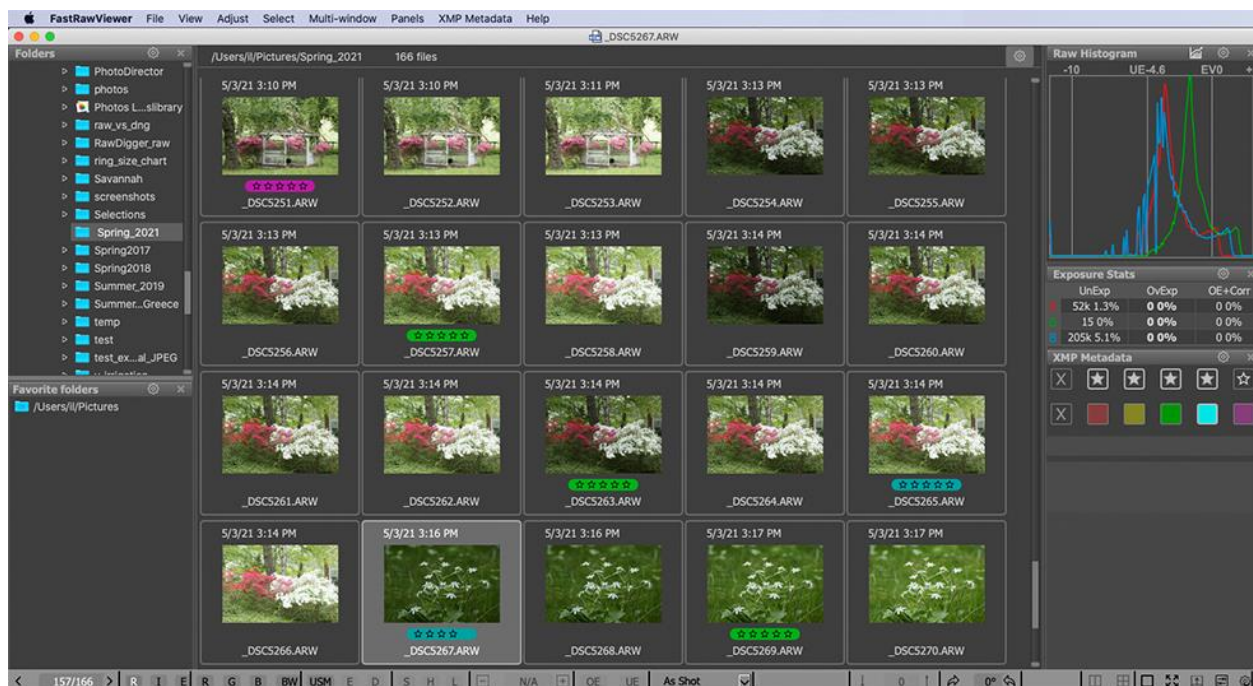 FastRawViewer File View Adjust Select Multi-window Panels XMP Metadata Help
_DSC5267.ARW
Folders
PhotoDirector
photos
Photos L...slibrary
raw_vs_dng
RawDigger_raw
ring_size_chart
Savannah
screenshots
Selections
Spring_2021
Spring2017
Spring2018
Summer_2019
Summer...Greece
temp
test
test_ex...al_JPEG
Favorite folders
/Users/il/Pictures
/Users/il/Pictures/Spring_2021 166 files
5/3/21 3:10 PM 5/3/21 3:10 PM 5/3/21 3:11 PM 5/3/21 3:13 PM 5/3/21 3:13 PM
_DSC5251.ARW _DSC5252.ARW _DSC5253.ARW _DSC5254.ARW _DSC5255.ARW
5/3/21 3:13 PM 5/3/21 3:13 PM 5/3/21 3:13 PM 5/3/21 3:14 PM 5/3/21 3:14 PM
_DSC5256.ARW _DSC5257.ARW _DSC5258.ARW _DSC5259.ARW _DSC5260.ARW
5/3/21 3:14 PM 5/3/21 3:14 PM 5/3/21 3:14 PM 5/3/21 3:14 PM 5/3/21 3:14 PM
_DSC5261.ARW _DSC5262.ARW _DSC5263.ARW _DSC5264.ARW _DSC5265.ARW
5/3/21 3:14 PM 5/3/21 3:16 PM 5/3/21 3:16 PM 5/3/21 3:17 PM 5/3/21 3:17 PM
_DSC5266.ARW _DSC5267.ARW _DSC5268.ARW _DSC5269.ARW _DSC5270.ARW
Raw Histogram
-10 UE-4.6 EV0 +
Exposure Stats
UnExp OvExp OE+Corr
R 52k 1.3% 0 0% 0 0%
G 15 0% 0 0% 0 0%
B 205k 5.1% 0 0% 0 0%
XMP Metadata
X
X
157/166 R I E R G B BW USM E D S H L N/A OE UE As Shot 0 0°